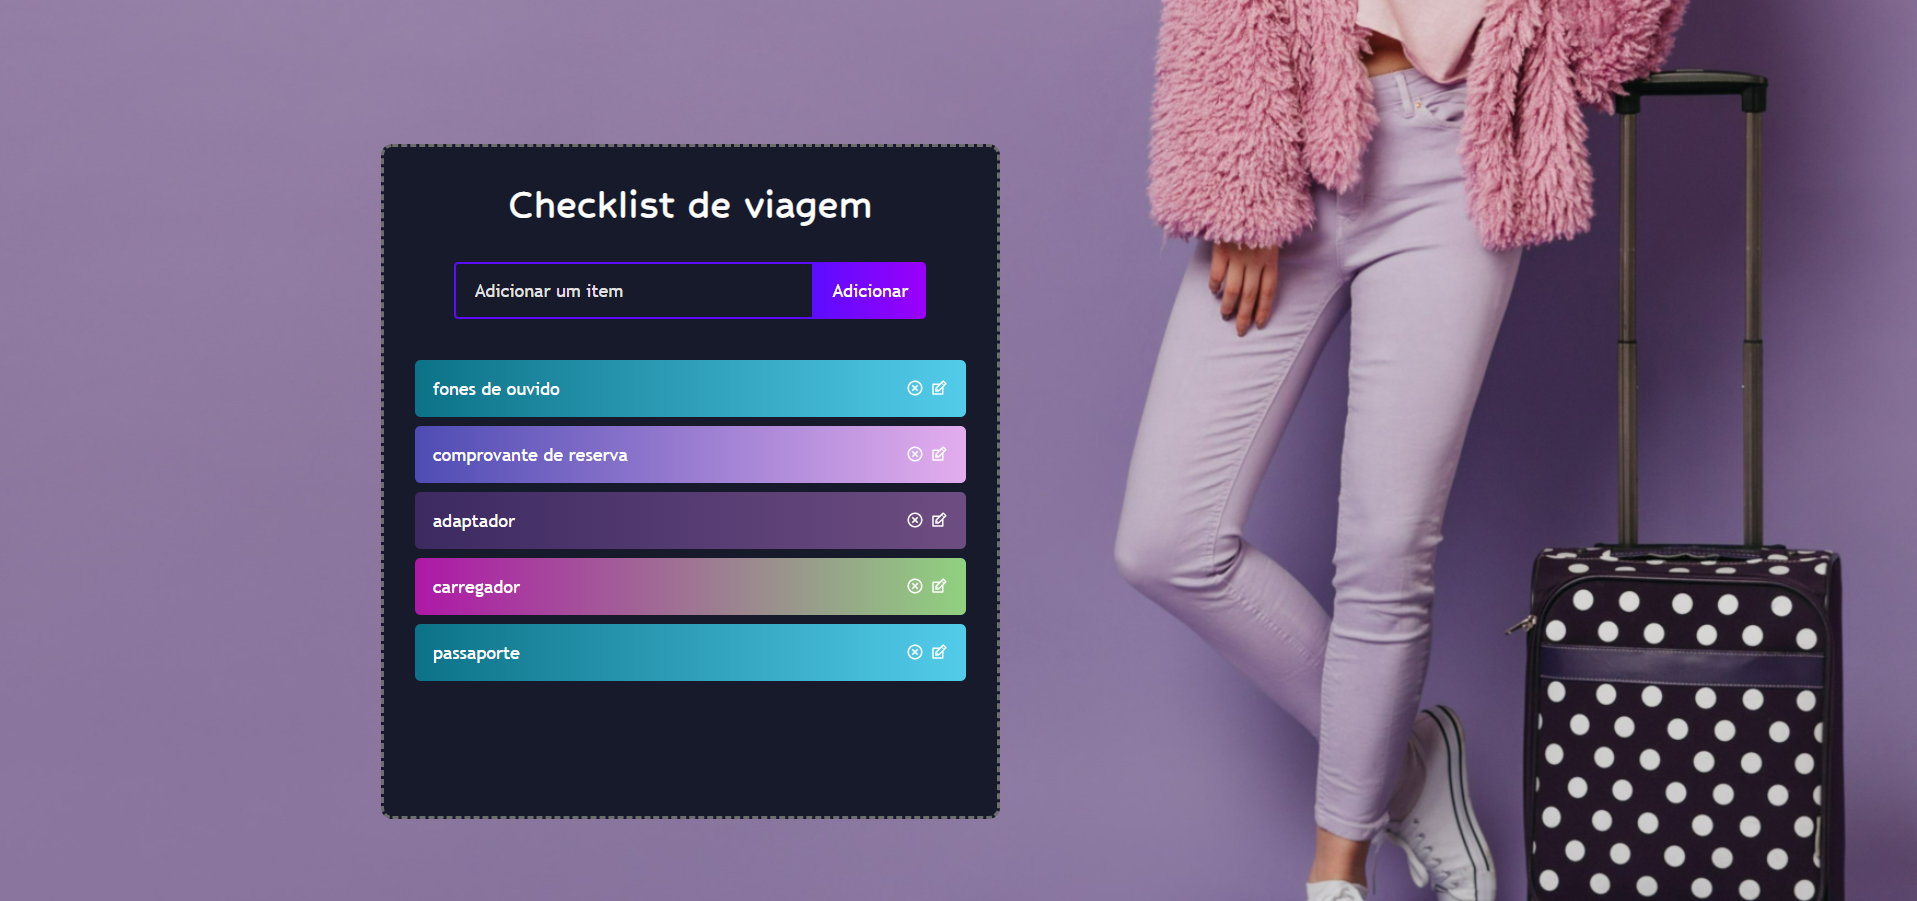 Checklist de viagem
Adicionar um item
Adicionar
fones de ouvido
comprovante de reserva
adaptador
carregador
passaporte